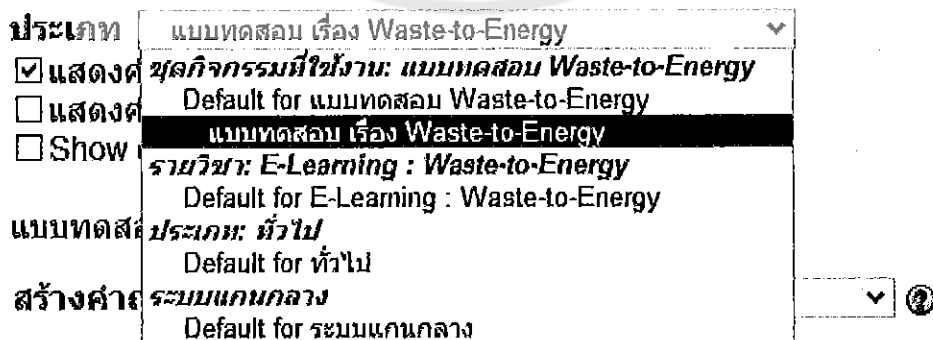 ประเภท แบบทดสอบ เรื่อง Waste-to-Energy
แสดงค ชุดกิจกรรมที่ใช้งาน: แบบทดสอบ Waste-to-Energy
แสดงค Default for แบบทดสอบ Waste-to-Energy
แบบทดสอบ เรื่อง Waste-to-Energy
Show
รายวิชา: E-Learning : Waste-to-Energy
Default for E-Learning : Waste-to-Energy
แบบทดส ประเภท: ทั่วไป
Default for ทั่วไป
สร้างคำถ ระบบแกนกลาง
Default for ระบบแกนกลาง